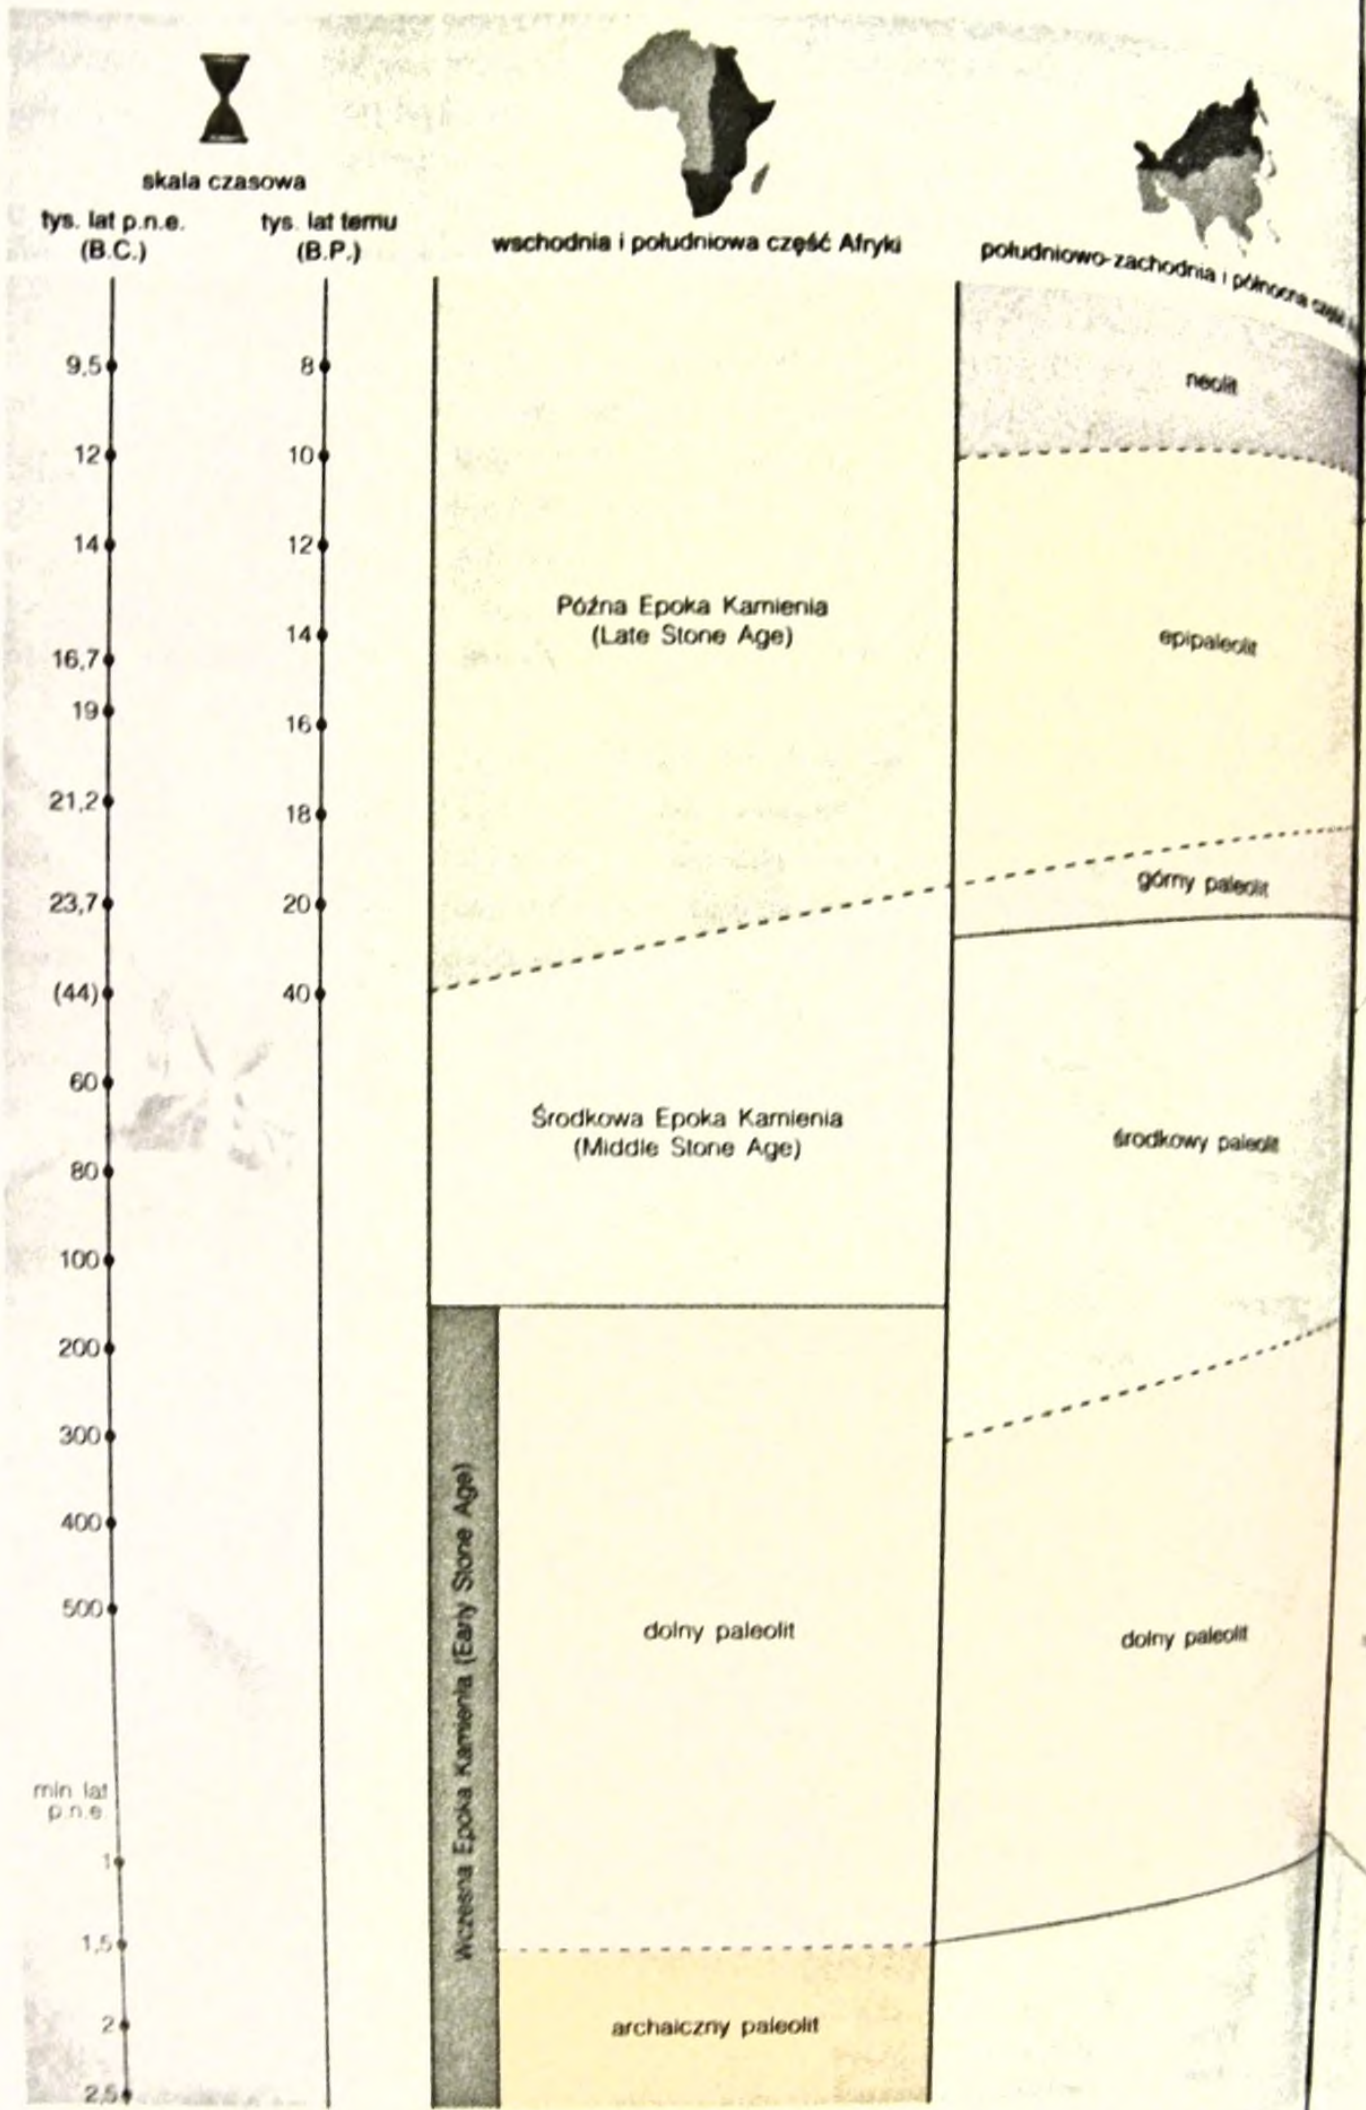 skala czasowa
tys. lat p.n.e.
(B.C.)
tys. lat temu
(B.P.)
wschodnia i południowa część Afryki
południowo-zachodnia i północna część
9,5
12
14
16,7
19
21,2
23,7
(44)
60
80
100
200
300
400
500
mln lat
p.n.e.
1
1,5
2
2,5
8
10
12
14
16
18
20
40
Późna Epoka Kamienia
(Late Stone Age)
Środkowa Epoka Kamienia
(Middle Stone Age)
Wczesna Epoka Kamienia (Early Stone Age)
dolny paleolit
archaiczny paleolit
neolit
epipaleolit
górny paleolit
środkowy paleolit
dolny paleolit